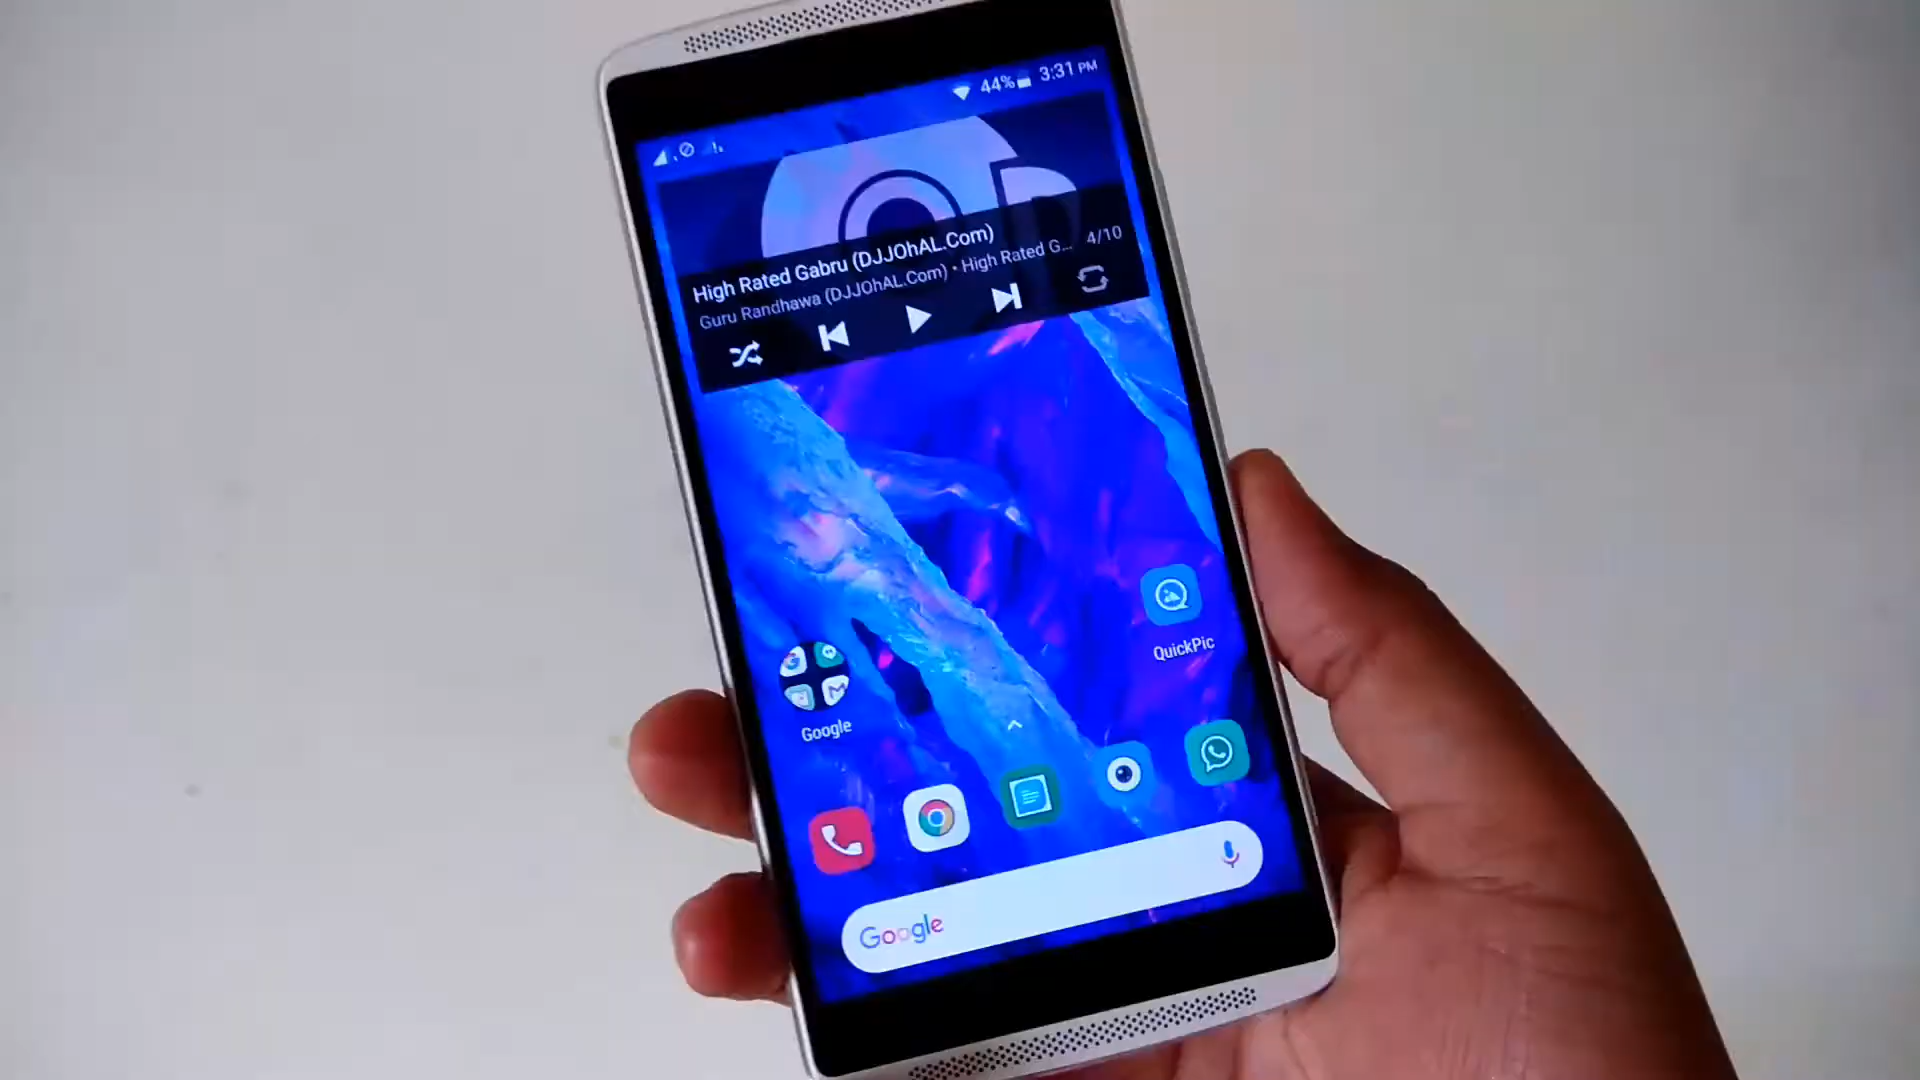 44% 3:31 PM
High Rated Gabru (DJJOhAL.Com)
Guru Randhawa (DJJOhAL.Com) • High Rated G... 4/10
QuickPic
Google
Google